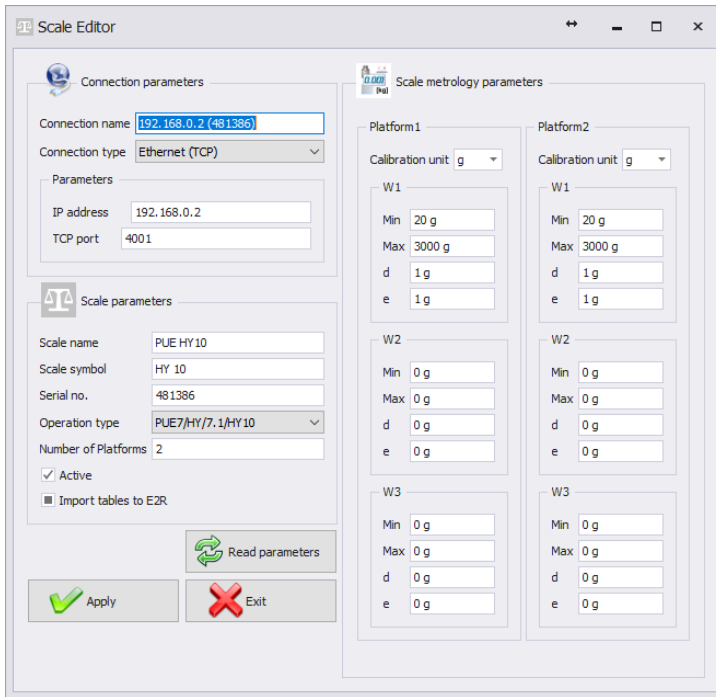 Scale Editor
Connection parameters
Connection name 192.168.0.2 (481386)
Connection type Ethernet (TCP)
Parameters
IP address 192.168.0.2
TCP port 4001
Scale parameters
Scale name PUE HY10
Scale symbol HY 10
Serial no. 481386
Operation type PUE7/HY/7.1/HY10
Number of Platforms 2
Active
Import tables to E2R
Read parameters
Apply
Exit
0.001
[kg]
Scale metrology parameters
Platform1
Calibration unit g
W1
Min 20 g
Max 3000 g
d 1 g
e 1 g
W2
Min 0 g
Max 0 g
d 0 g
e 0 g
W3
Min 0 g
Max 0 g
d 0 g
e 0 g
Platform2
Calibration unit g
W1
Min 20 g
Max 3000 g
d 1 g
e 1 g
W2
Min 0 g
Max 0 g
d 0 g
e 0 g
W3
Min 0 g
Max 0 g
d 0 g
e 0 g